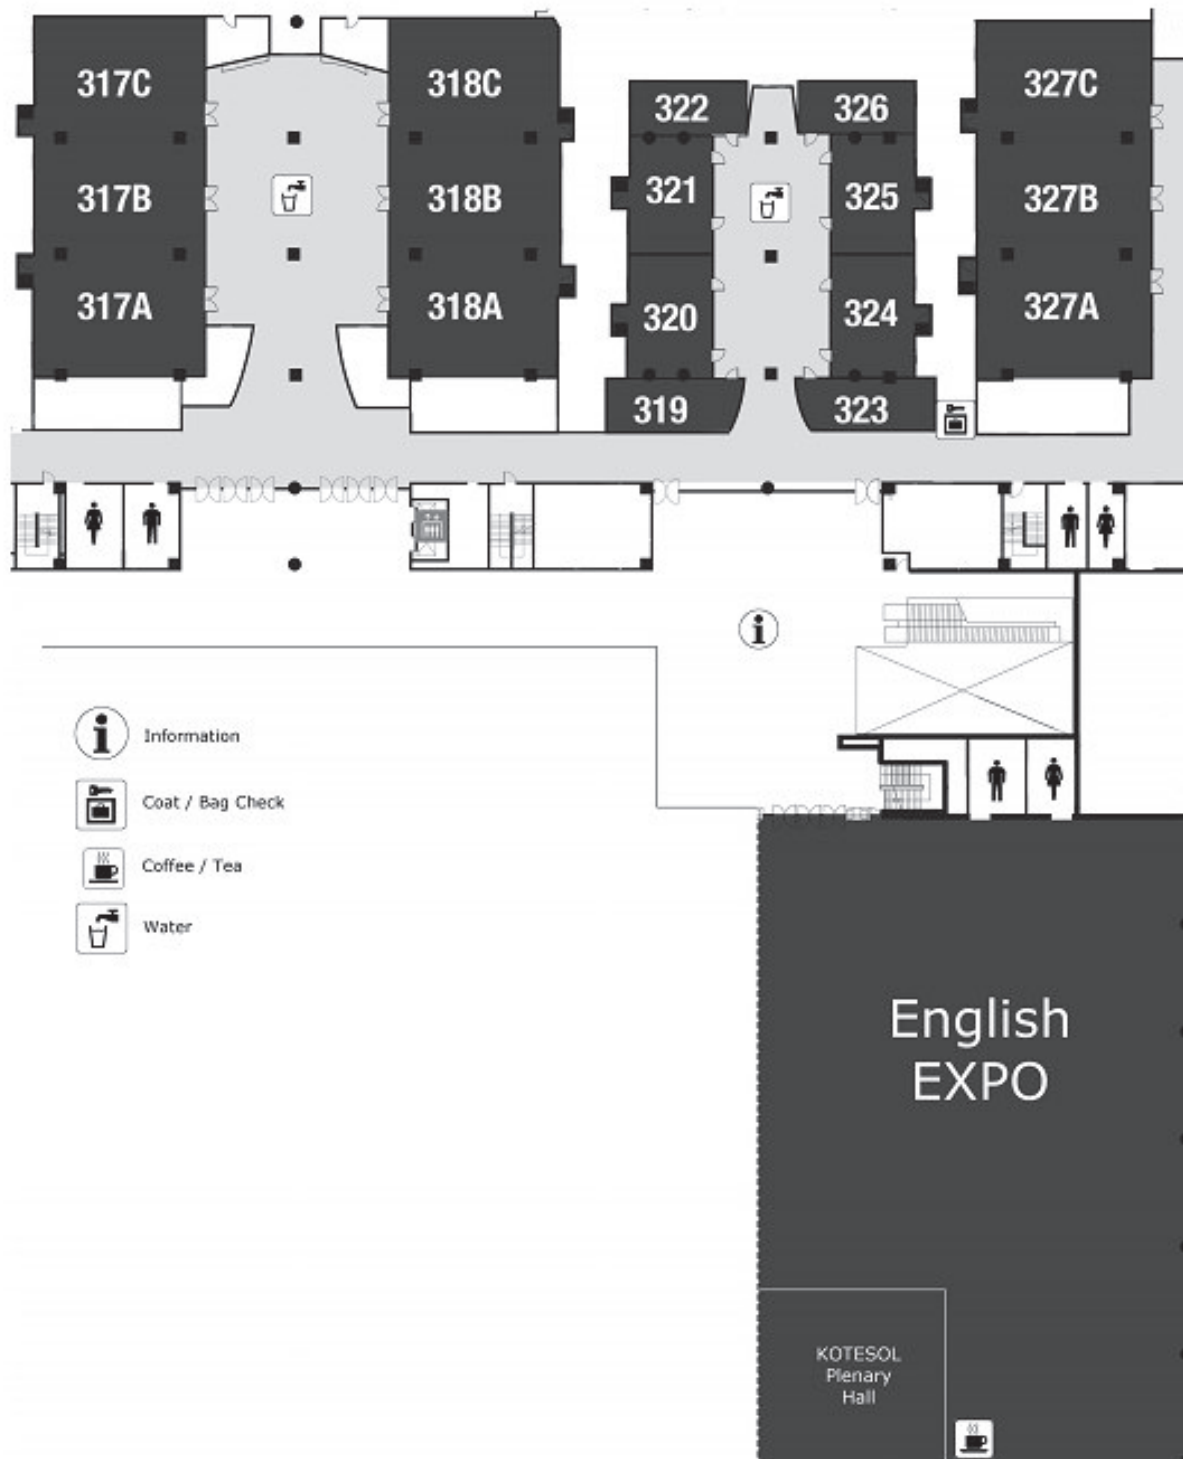 317C
318C
327C
322
326
317B
318B
321
325
327B
317A
318A
320
324
327A
319
323
Information
Coat / Bag Check
Coffee / Tea
Water
English
EXPO
KOTESOL
Plenary
Hall